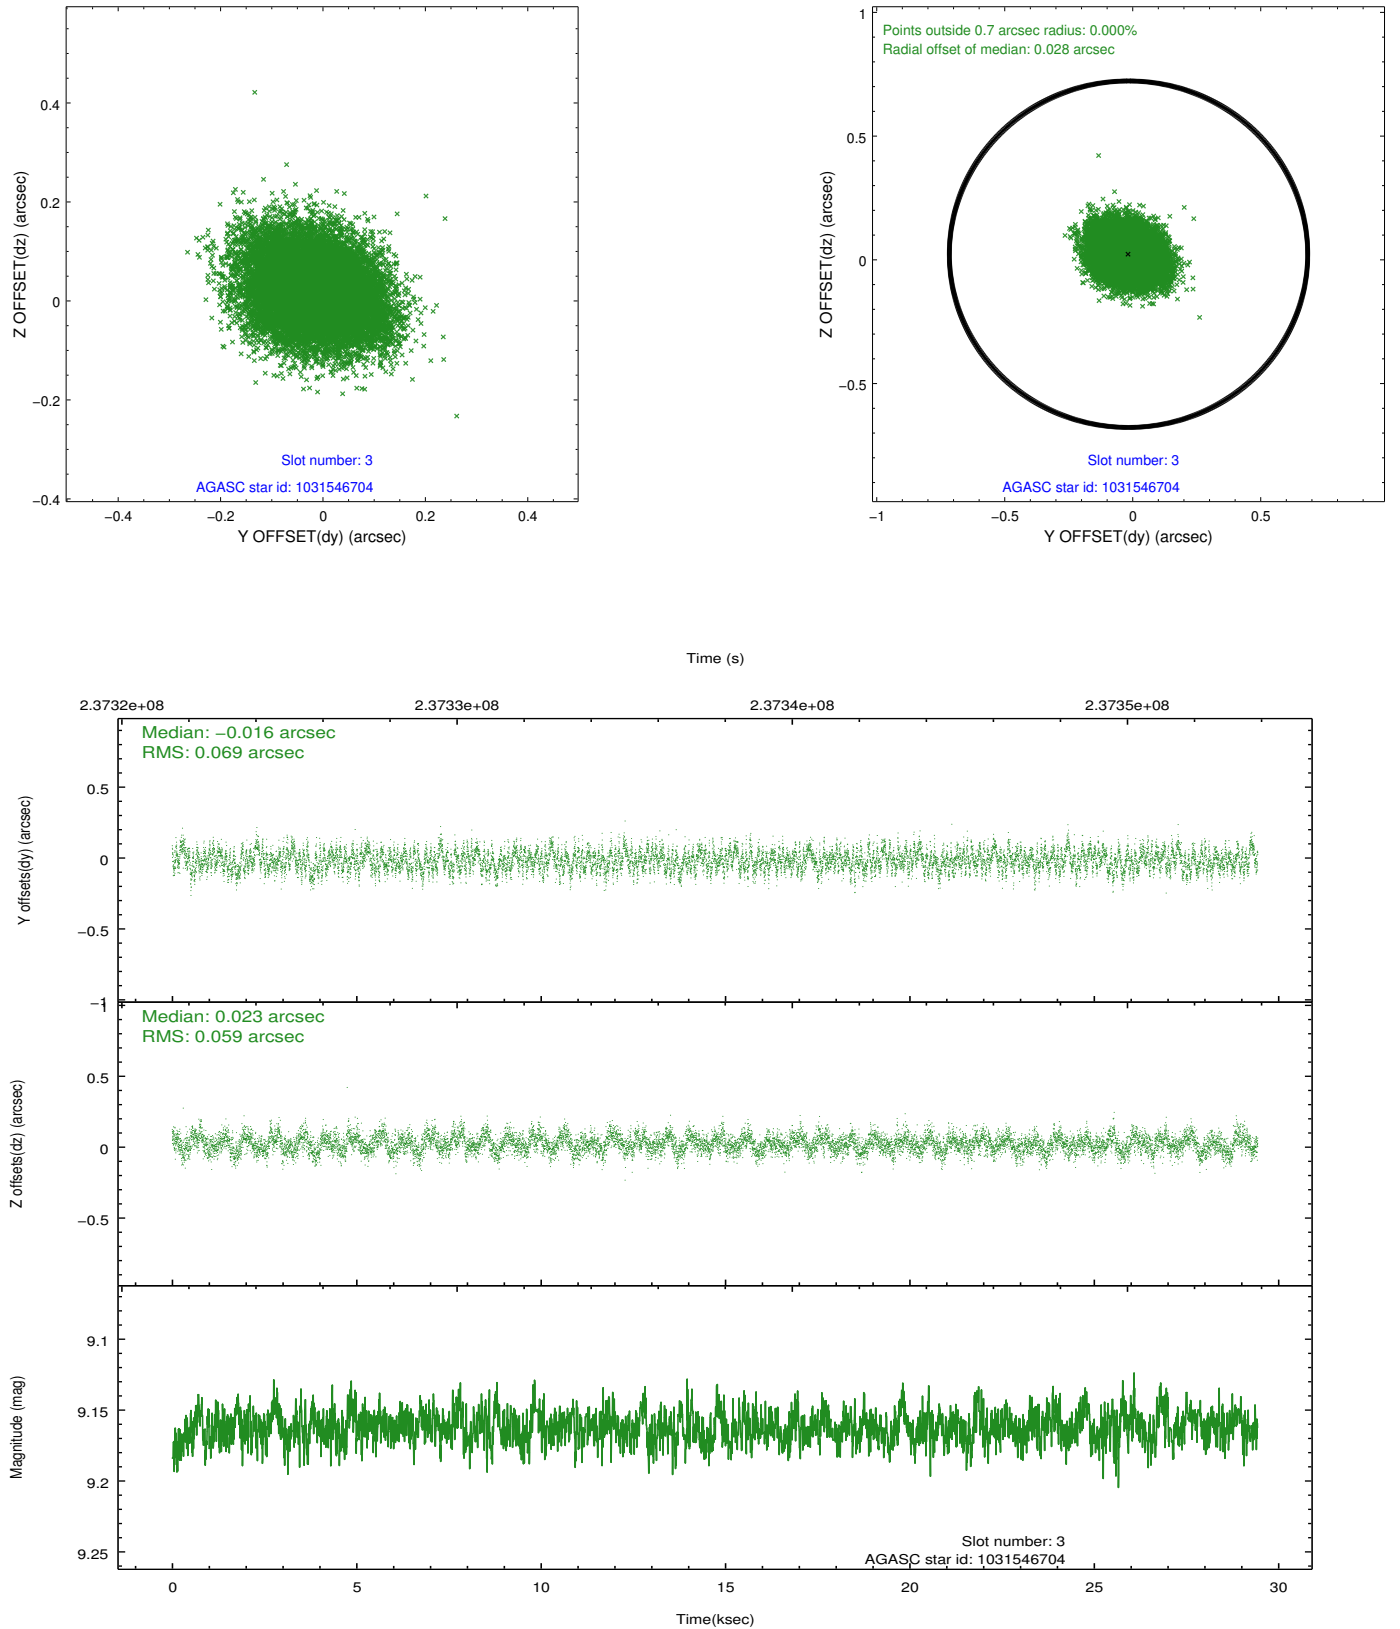 0.4
0.2
0
−0.2
−0.4
Z OFFSET(dz) (arcsec)
Slot number: 3
AGASC star id: 1031546704
−0.4
−0.2
0
0.2
0.4
Y OFFSET(dy) (arcsec)
Points outside 0.7 arcsec radius: 0.000%
Radial offset of median: 0.028 arcsec
1
0.5
0
−0.5
Z OFFSET(dz) (arcsec)
Slot number: 3
AGASC star id: 1031546704
−1
−0.5
0
0.5
Y OFFSET(dy) (arcsec)
Time (s)
2.3732e+08
2.3733e+08
2.3734e+08
2.3735e+08
Median: −0.016 arcsec
RMS: 0.069 arcsec
0.5
0
−0.5
−1
Y offsets(dy) (arcsec)
Median: 0.023 arcsec
RMS: 0.059 arcsec
1
0.5
0
−0.5
Z offsets(dz) (arcsec)
9.1
9.15
9.2
9.25
Magnitude (mag)
Slot number: 3
AGASC star id: 1031546704
0
5
10
15
20
25
30
Time(ksec)